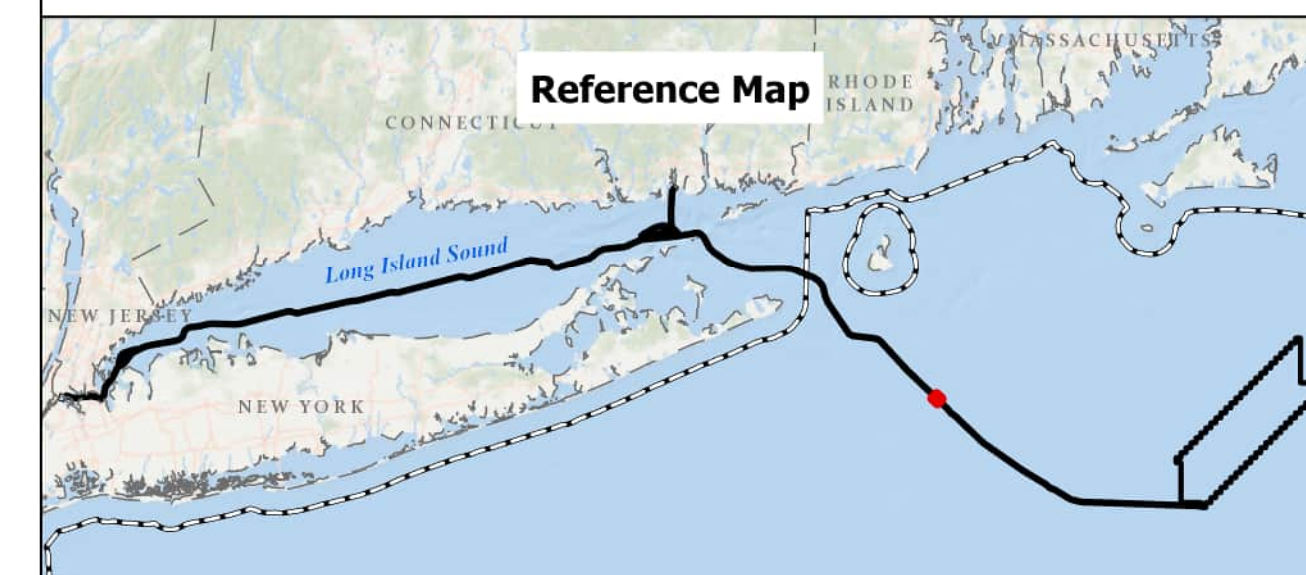 MASSACHUSETTS
Reference Map
RHODE
ISLAND
CONNECTICUT
Long Island Sound
NEW JERSEY
NEW YORK